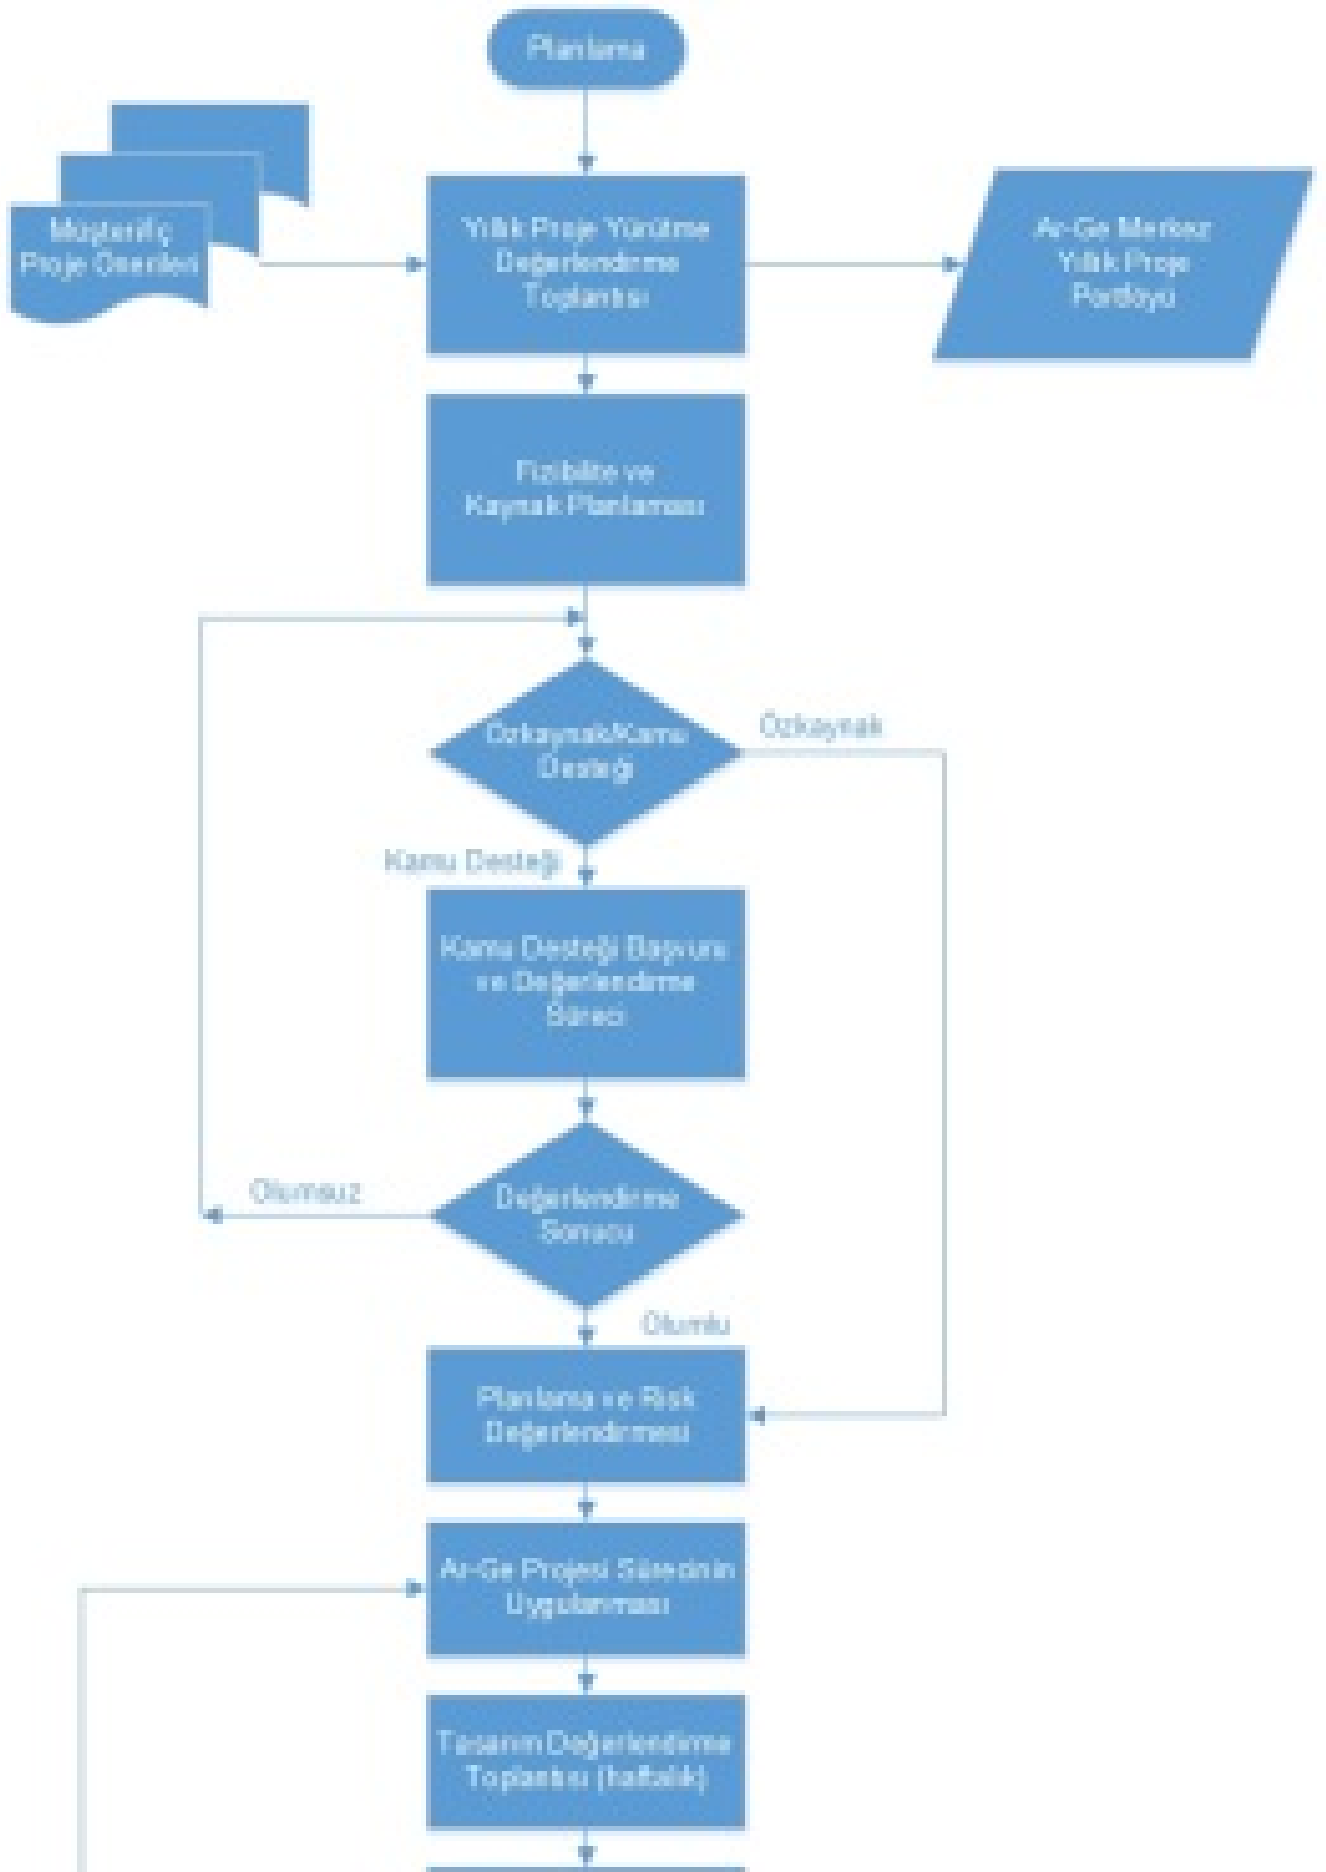 Planlama
Müşteri/İç
Proje Önerileri
Yıllık Proje Yürütme
Değerlendirme
Toplantısı
Ar-Ge Merkez
Yıllık Proje
Portföyü
Fizibilite ve
Kaynak Planlaması
Özkaynak/Kamu
Desteği
Özkaynak
Kamu Desteği
Kamu Desteği Başvuru
ve Değerlendirme
Süreci
Olumsuz
Değerlendirme
Sonucu
Olumlu
Planlama ve Risk
Değerlendirmesi
Ar-Ge Projesi Sürecinin
Uygulanması
Tasarım Değerlendirme
Toplantısı (haftalık)